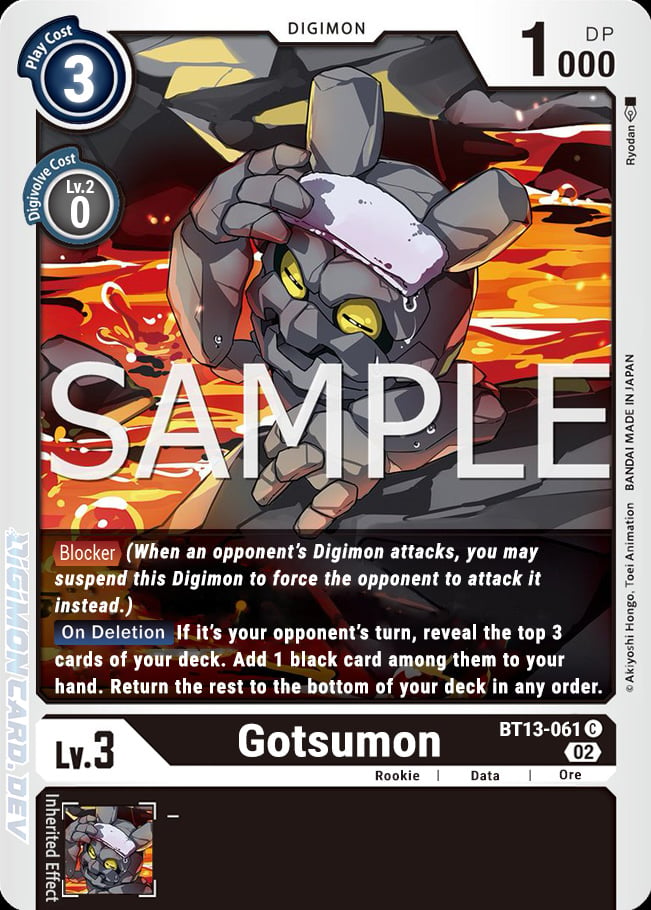 DIGIMON
Play Cost
3
1000
DP
Digivolve Cost
Lv.2
0
Ryodan
SAMPLE
BANDAI MADE IN JAPAN
© Akiyoshi Hongo, Toei Animation
DIGIMONCARD.DEV
Blocker (When an opponent's Digimon attacks, you may
suspend this Digimon to force the opponent to attack it
instead.)
On Deletion If it's your opponent's turn, reveal the top 3
cards of your deck. Add 1 black card among them to your
hand. Return the rest to the bottom of your deck in any order.
Lv.3
Gotsumon
BT13-061 C
02
Rookie | Data | Ore
Inherited Effect
–